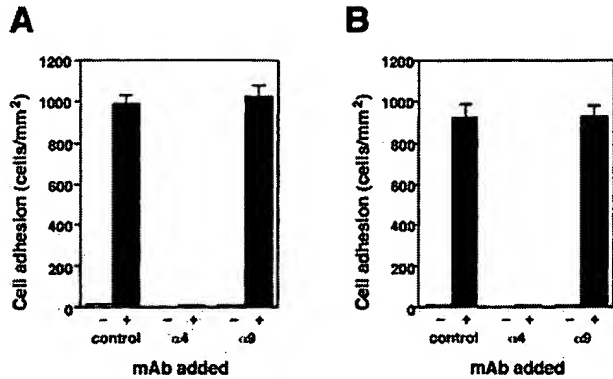 A
Cell adhesion (cells/mm²)
1200
1000
800
600
400
200
0
- + - + - +
control α4 α9
mAb added
B
Cell adhesion (cells/mm²)
1200
1000
800
600
400
200
0
- + - + - +
control α4 α9
mAb added